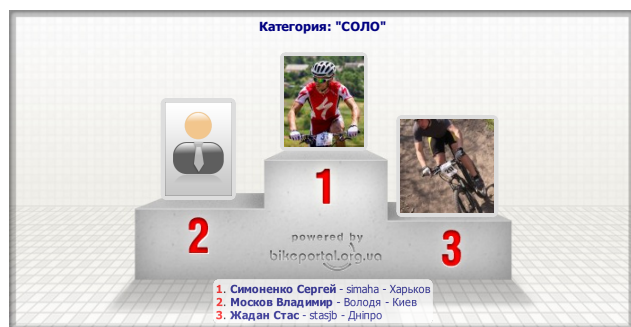 Категория: "СОЛО"
1
2
3
powered by
bikeportal.org.ua
1. Симоненко Сергей - simaha - Харьков
2. Москов Владимир - Володя - Киев
3. Жадан Стас - stasjb - Дніпро